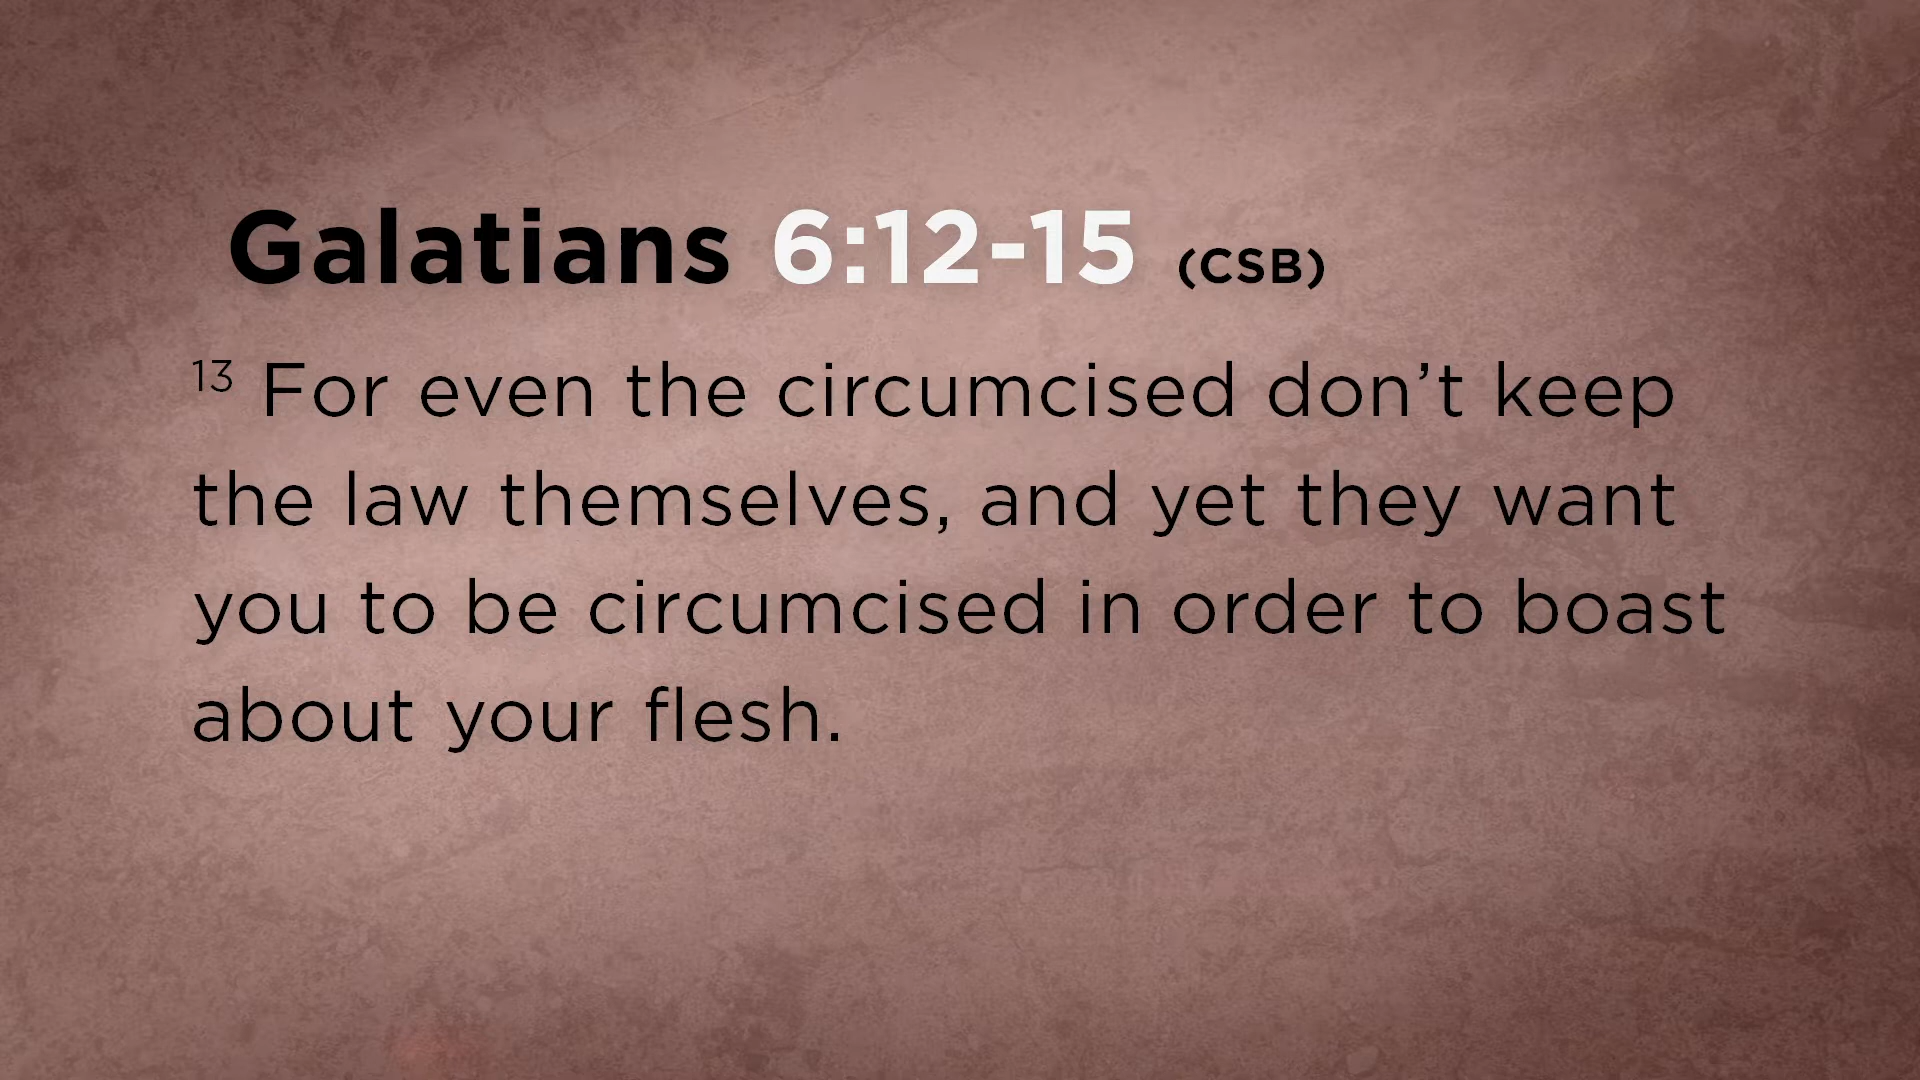 Galatians 6:12-15 (CSB)
13 For even the circumcised don’t keep
the law themselves, and yet they want
you to be circumcised in order to boast
about your flesh.